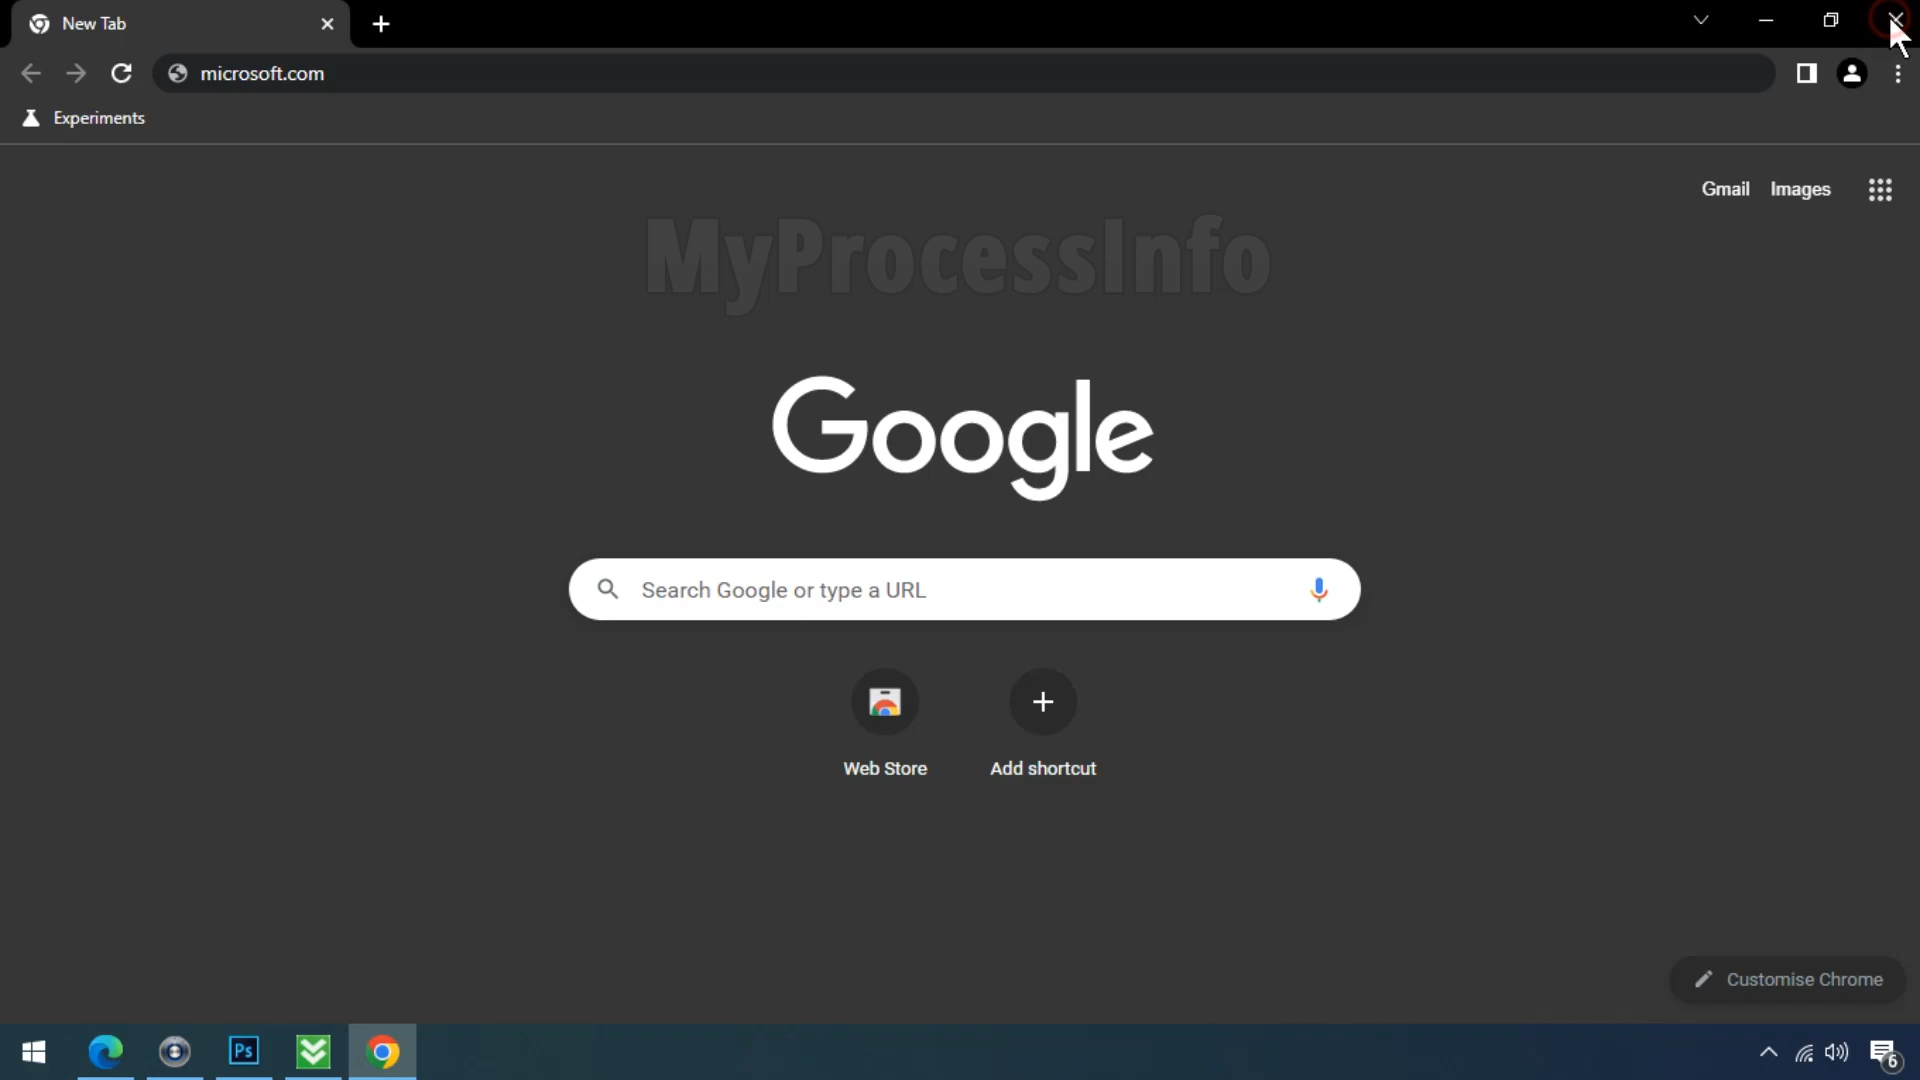 New Tab
microsoft.com
Experiments
Gmail Images
MyProcessInfo
Google
Search Google or type a URL
Web Store
Add shortcut
Customise Chrome
Ps
6